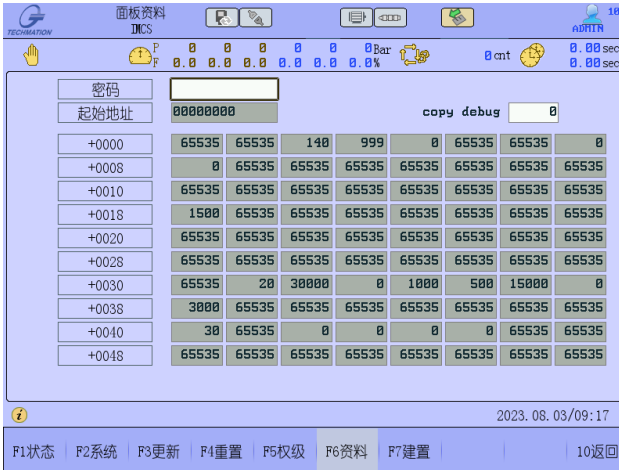 面板资料
DMCS
TECHMATION
ADMIN
10
P 0 0 0 0 0 0Bar 0cnt 0.00sec
F 0.0 0.0 0.0 0.0 0.0 0.0% 0.00sec
密码
起始地址 00000000 copy debug 0
+0000 65535 65535 140 999 0 65535 65535 0
+0008 0 65535 65535 65535 65535 65535 65535 65535
+0010 65535 65535 65535 65535 65535 65535 65535 65535
+0018 1500 65535 65535 65535 65535 65535 65535 65535
+0020 65535 65535 65535 65535 65535 65535 65535 65535
+0028 65535 65535 65535 65535 65535 65535 65535 65535
+0030 65535 20 30000 0 1000 500 15000 0
+0038 3000 65535 65535 65535 65535 65535 65535 65535
+0040 30 65535 0 0 0 0 65535 65535
+0048 65535 65535 65535 65535 65535 65535 65535 65535
2023.08.03/09:17
F1状态 F2系统 F3更新 F4重置 F5权级 F6资料 F7建置 10返回